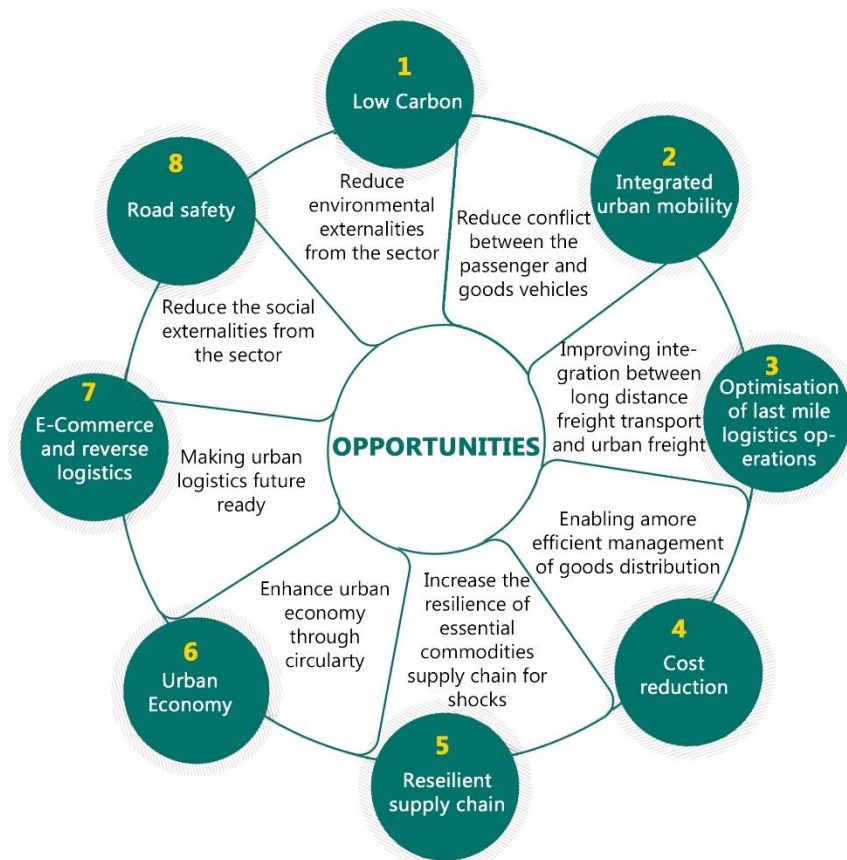 1
Low Carbon
Reduce
environmental
externalities
from the sector
2
Integrated
urban mobility
Reduce conflict
between the
passenger and
goods vehicles
3
Optimisation
of last mile
logistics op-
erations
Improving inte-
gration between
long distance
freight transport
and urban freight
4
Cost
reduction
Enabling amore
efficient management
of goods distribution
5
Reseilient
supply chain
Increase the
resilience of
essential
commodities
supply chain for
shocks
6
Urban
Economy
Enhance urban
economy
through
circularty
7
E-Commerce
and reverse
logistics
Making urban
logistics future
ready
8
Road safety
Reduce the social
externalities from
the sector
OPPORTUNITIES